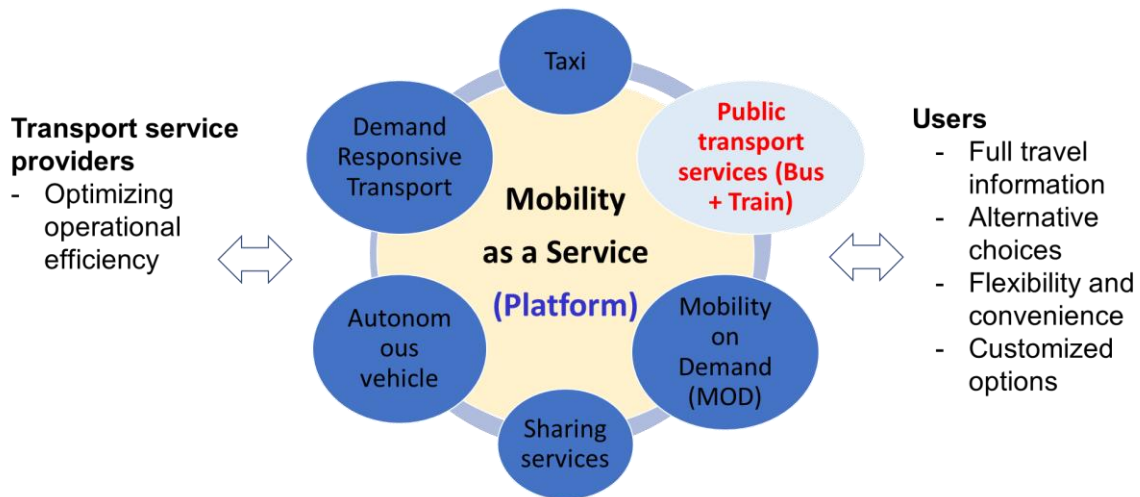 Transport service
providers
- Optimizing
operational
efficiency
Taxi
Demand
Responsive
Transport
Public
transport
services (Bus
+ Train)
Mobility
as a Service
(Platform)
Autonom
ous
vehicle
Mobility
on
Demand
(MOD)
Sharing
services
Users
- Full travel
information
- Alternative
choices
- Flexibility and
convenience
- Customized
options